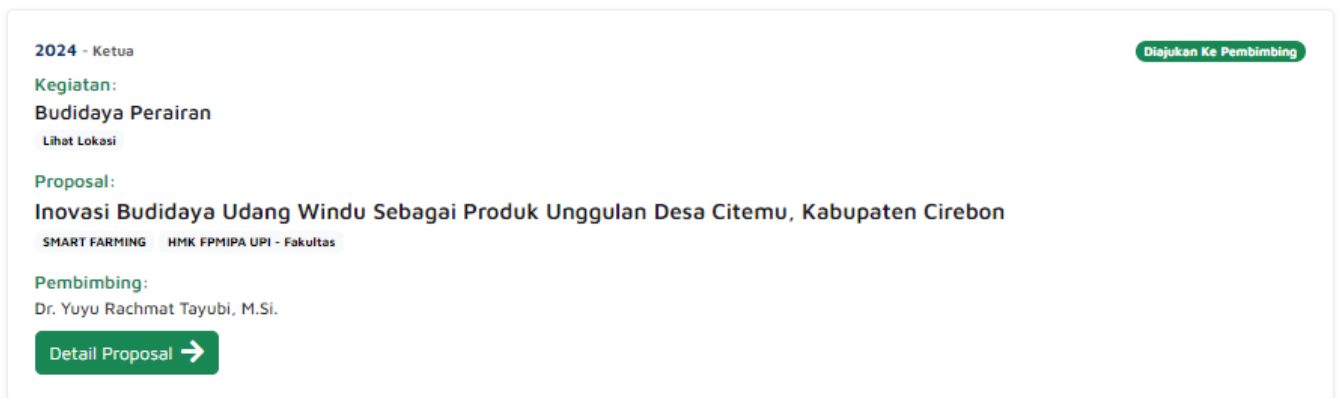 2024 - Ketua
Diajukan Ke Pembimbing
Kegiatan:
Budidaya Perairan
Lihat Lokasi
Proposal:
Inovasi Budidaya Udang Windu Sebagai Produk Unggulan Desa Citemu, Kabupaten Cirebon
SMART FARMING HMK FPMIPA UPI - Fakultas
Pembimbing:
Dr. Yuyu Rachmat Tayubi, M.Si.
Detail Proposal